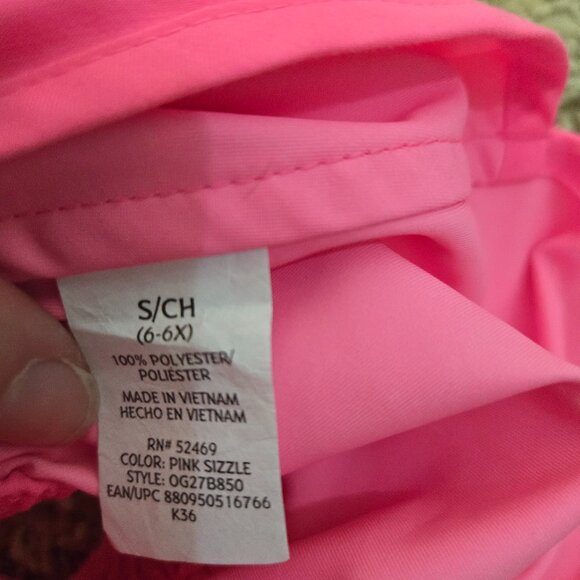 S/CH
(6-6X)
100% POLYESTER/
POLIÉSTER
MADE IN VIETNAM
HECHO EN VIETNAM
RN# 52469
COLOR: PINK SIZZLE
STYLE: OG27B850
EAN/UPC 880950516766
K36